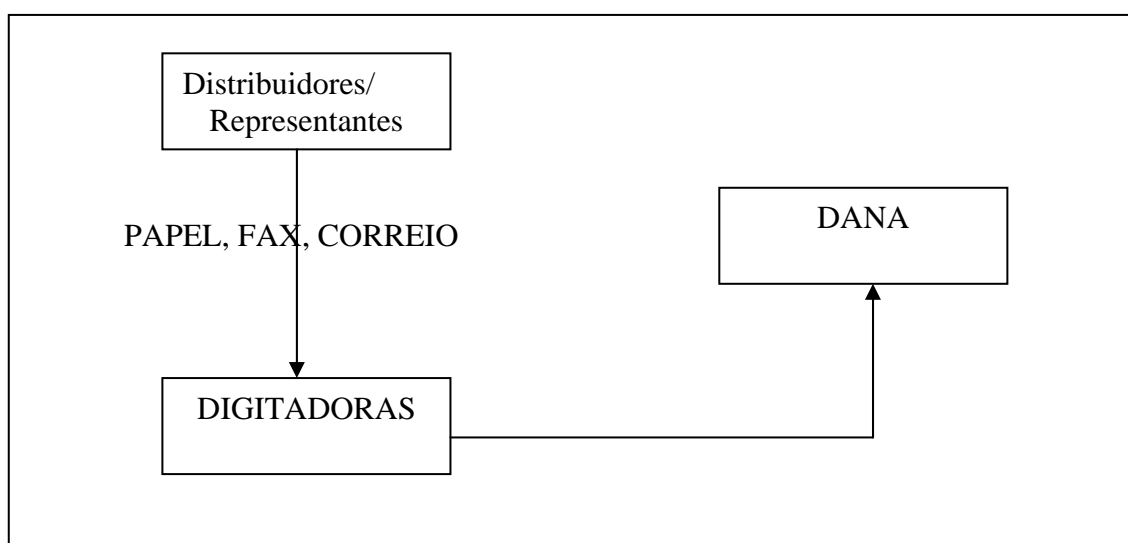 Distribuidores/
Representantes
PAPEL, FAX, CORREIO
DANA
DIGITADORAS